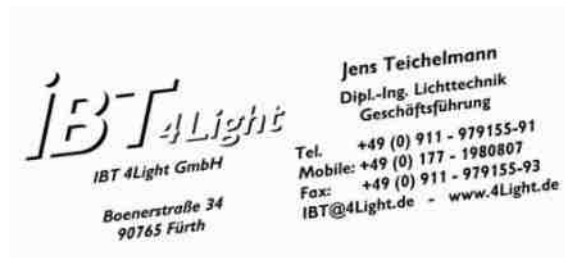 iBT 4Light
IBT 4Light GmbH
Boenerstraße 34
90765 Fürth
Jens Teichelmann
Dipl.-Ing. Lichttechnik
Geschäftsführung
Tel. +49 (0) 911 - 979155-91
Mobile: +49 (0) 177 - 1980807
Fax: +49 (0) 911 - 979155-93
IBT@4Light.de - www.4Light.de